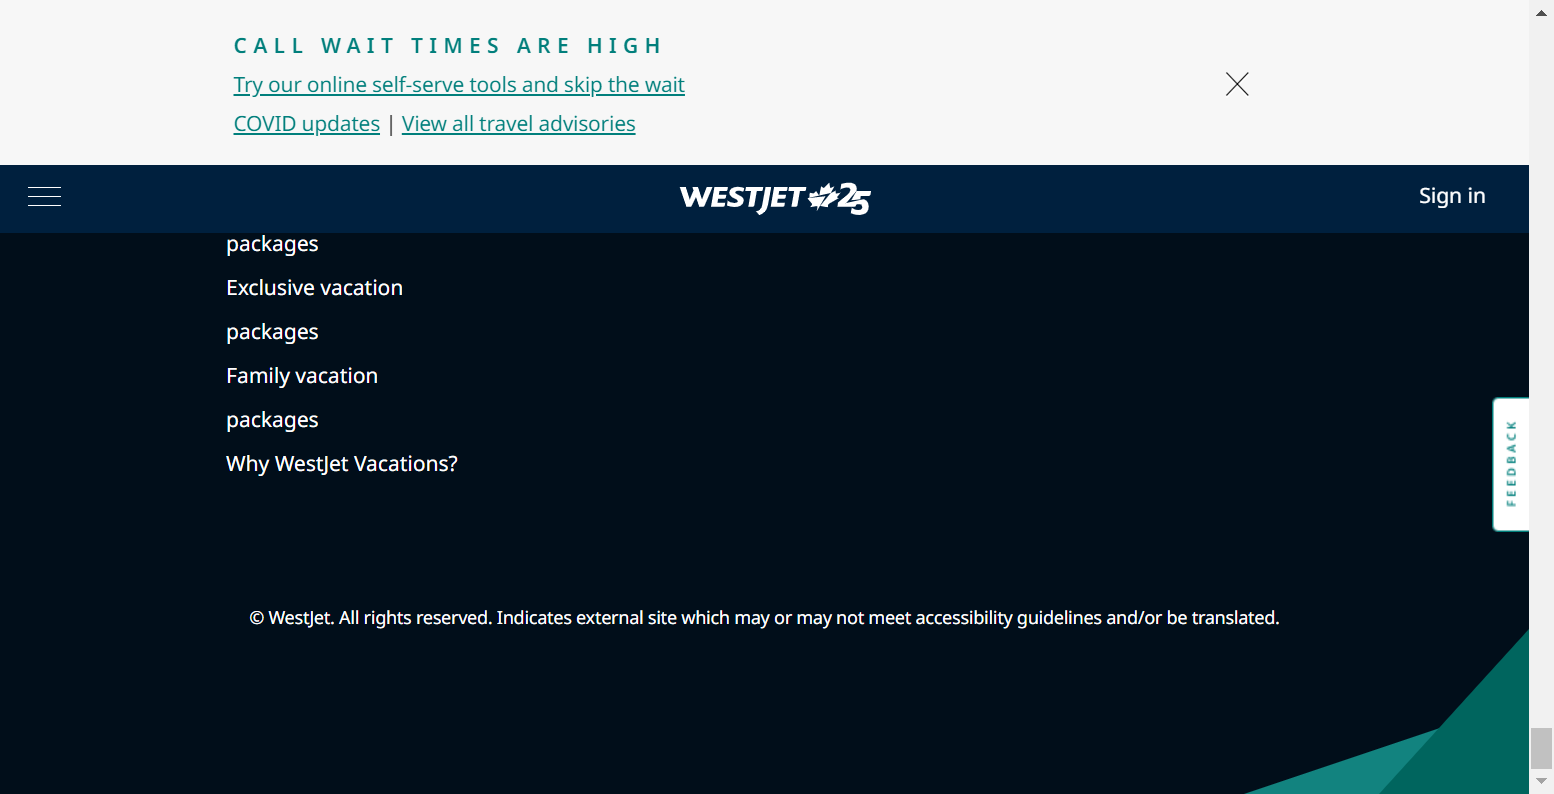 CALL WAIT TIMES ARE HIGH
Try our online self-serve tools and skip the wait
COVID updates | View all travel advisories
WESTJET 25
Sign in
packages
Exclusive vacation
packages
Family vacation
packages
Why WestJet Vacations?
FEEDBACK
© WestJet. All rights reserved. Indicates external site which may or may not meet accessibility guidelines and/or be translated.